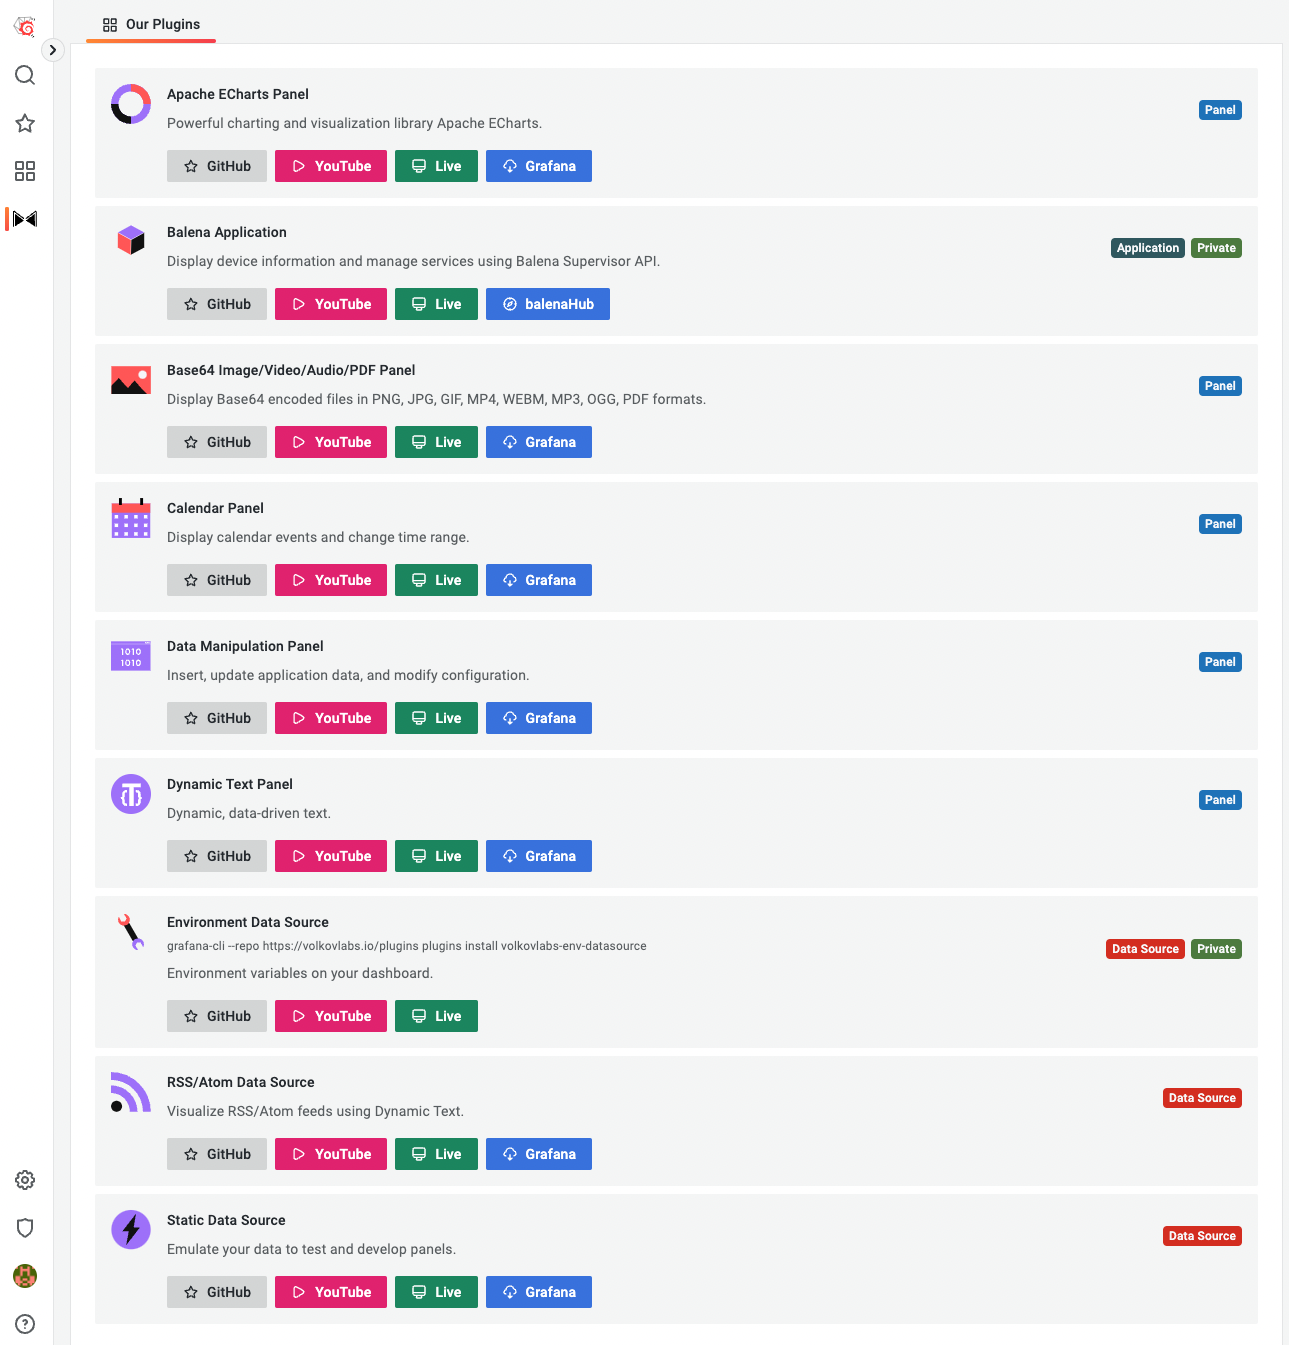 Our Plugins
Apache ECharts Panel
Powerful charting and visualization library Apache ECharts.
Panel
GitHub YouTube Live Grafana
Balena Application
Display device information and manage services using Balena Supervisor API.
Application Private
GitHub YouTube Live balenaHub
Base64 Image/Video/Audio/PDF Panel
Display Base64 encoded files in PNG, JPG, GIF, MP4, WEBM, MP3, OGG, PDF formats.
Panel
GitHub YouTube Live Grafana
Calendar Panel
Display calendar events and change time range.
Panel
GitHub YouTube Live Grafana
1010
1010
Data Manipulation Panel
Insert, update application data, and modify configuration.
Panel
GitHub YouTube Live Grafana
{T}
Dynamic Text Panel
Dynamic, data-driven text.
Panel
GitHub YouTube Live Grafana
Environment Data Source
grafana-cli --repo https://volkovlabs.io/plugins plugins install volkovlabs-env-datasource
Environment variables on your dashboard.
Data Source Private
GitHub YouTube Live
RSS/Atom Data Source
Visualize RSS/Atom feeds using Dynamic Text.
Data Source
GitHub YouTube Live Grafana
Static Data Source
Emulate your data to test and develop panels.
Data Source
GitHub YouTube Live Grafana